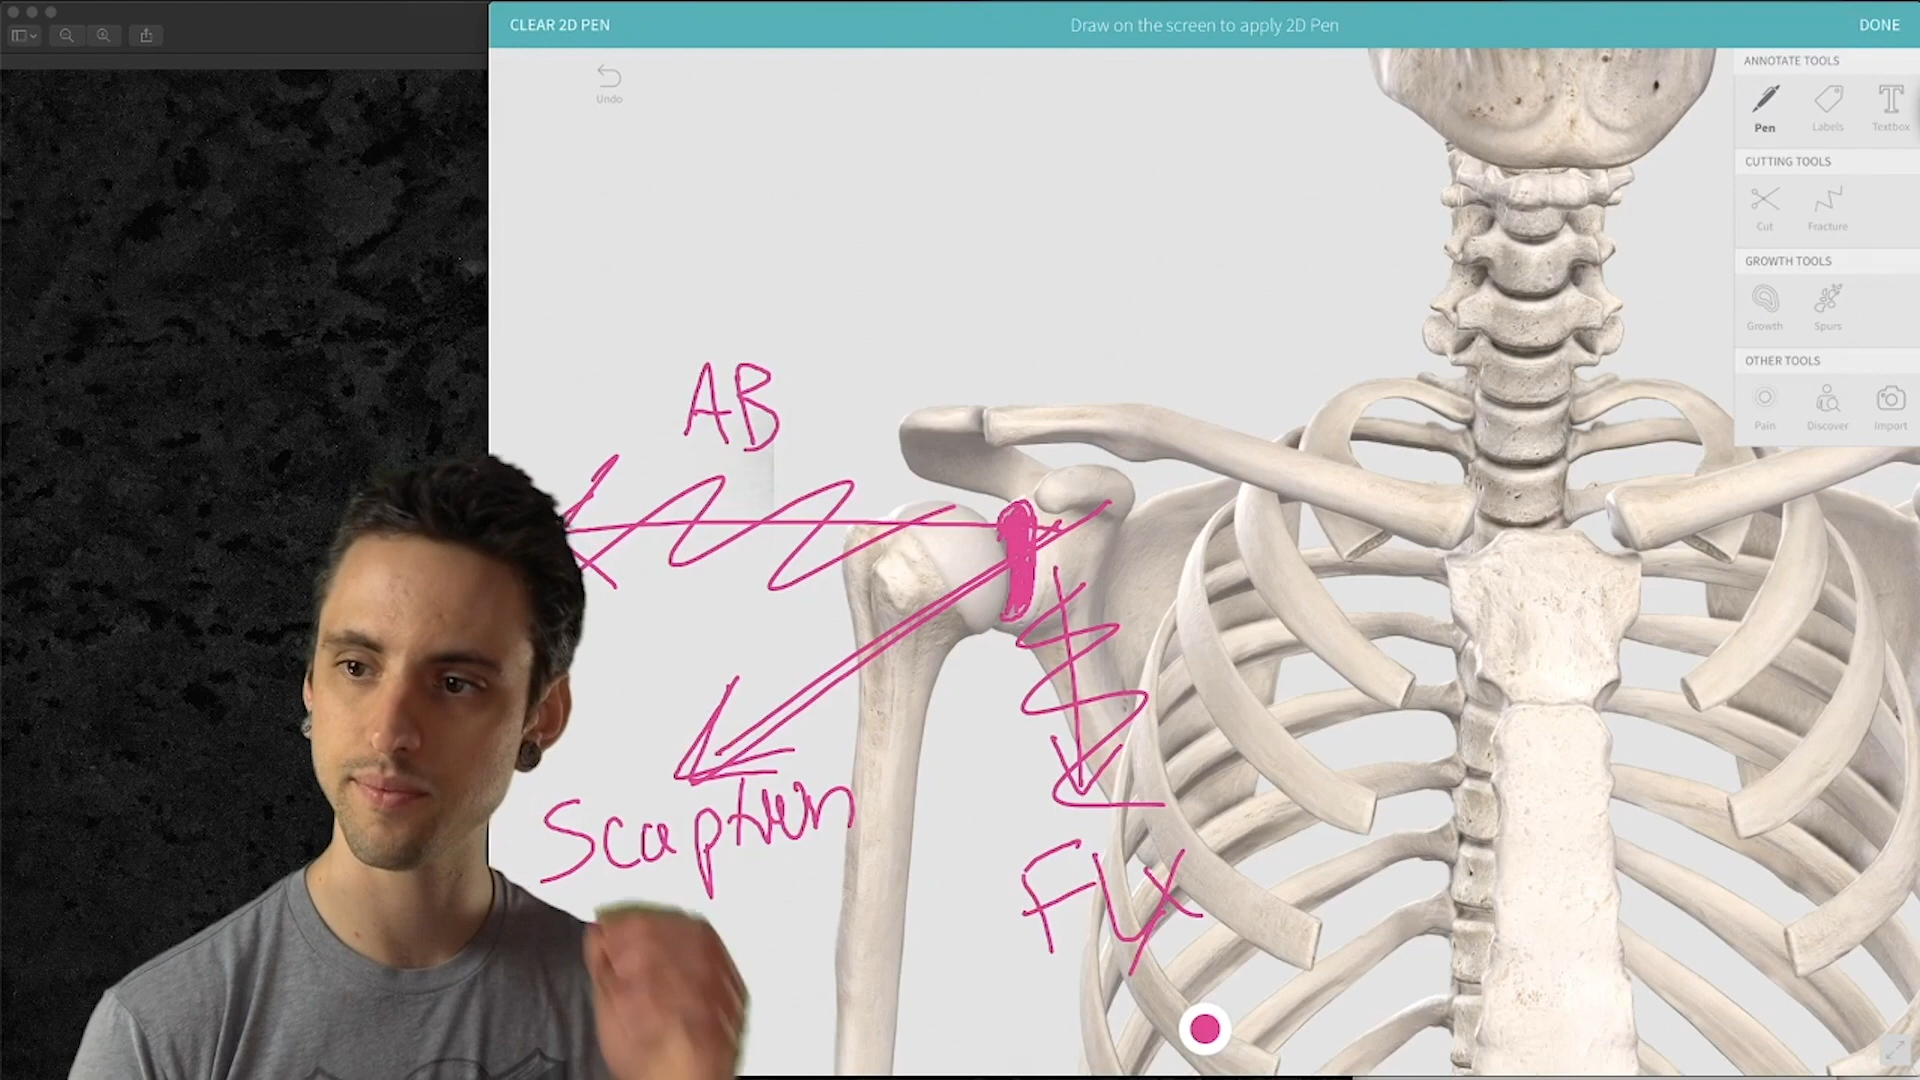 CLEAR 2D PEN
Draw on the screen to apply 2D Pen
DONE
Undo
ANNOTATE TOOLS
Pen
Labels
Textbox
CUTTING TOOLS
Cut
Fracture
GROWTH TOOLS
Growth
Spurs
OTHER TOOLS
Pain
Discover
Import
AB
Scaption
FLX